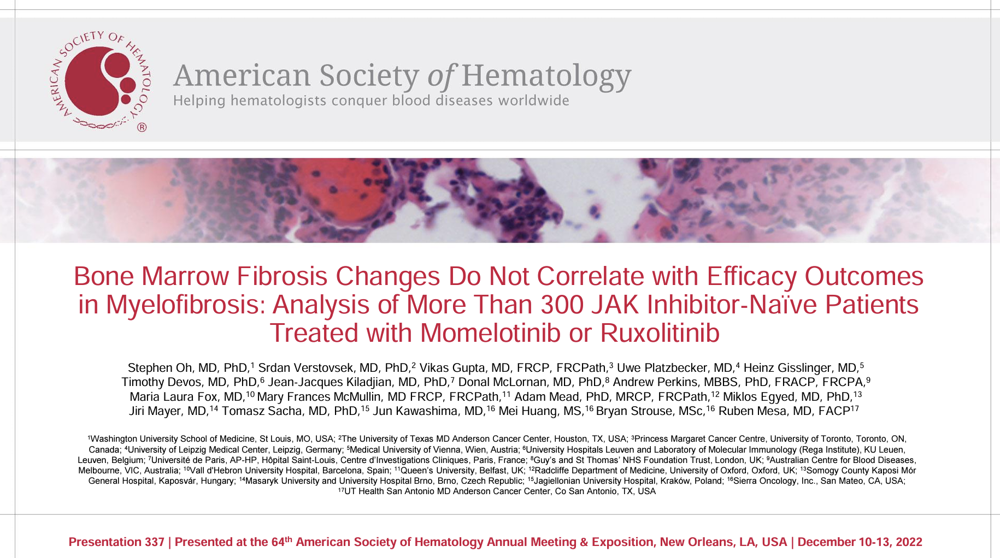 AMERICAN SOCIETY OF HEMATOLOGY
®
American Society of Hematology
Helping hematologists conquer blood diseases worldwide
Bone Marrow Fibrosis Changes Do Not Correlate with Efficacy Outcomes
in Myelofibrosis: Analysis of More Than 300 JAK Inhibitor-Naïve Patients
Treated with Momelotinib or Ruxolitinib
Stephen Oh, MD, PhD,¹ Srdan Verstovsek, MD, PhD,² Vikas Gupta, MD, FRCP, FRCPath,³ Uwe Platzbecker, MD,⁴ Heinz Gisslinger, MD,⁵
Timothy Devos, MD, PhD,⁶ Jean-Jacques Kiladjian, MD, PhD,⁷ Donal McLornan, MD, PhD,⁸ Andrew Perkins, MBBS, PhD, FRACP, FRCPA,⁹
Maria Laura Fox, MD,¹⁰ Mary Frances McMullin, MD FRCP, FRCPath,¹¹ Adam Mead, PhD, MRCP, FRCPath,¹² Miklos Egyed, MD, PhD,¹³
Jiri Mayer, MD,¹⁴ Tomasz Sacha, MD, PhD,¹⁵ Jun Kawashima, MD,¹⁶ Mei Huang, MS,¹⁶ Bryan Strouse, MSc,¹⁶ Ruben Mesa, MD, FACP¹⁷
¹Washington University School of Medicine, St Louis, MO, USA; ²The University of Texas MD Anderson Cancer Center, Houston, TX, USA; ³Princess Margaret Cancer Centre, University of Toronto, Toronto, ON,
Canada; ⁴University of Leipzig Medical Center, Leipzig, Germany; ⁵Medical University of Vienna, Wien, Austria; ⁶University Hospitals Leuven and Laboratory of Molecular Immunology (Rega Institute), KU Leuen,
Leuven, Belgium; ⁷Université de Paris, AP-HP, Hôpital Saint-Louis, Centre d'Investigations Cliniques, Paris, France; ⁸Guy's and St Thomas' NHS Foundation Trust, London, UK; ⁹Australian Centre for Blood Diseases,
Melbourne, VIC, Australia; ¹⁰Vall d'Hebron University Hospital, Barcelona, Spain; ¹¹Queen's University, Belfast, UK; ¹²Radcliffe Department of Medicine, University of Oxford, Oxford, UK; ¹³Somogy County Kaposi Mór
General Hospital, Kaposvár, Hungary; ¹⁴Masaryk University and University Hospital Brno, Brno, Czech Republic; ¹⁵Jagiellonian University Hospital, Kraków, Poland; ¹⁶Sierra Oncology, Inc., San Mateo, CA, USA;
¹⁷UT Health San Antonio MD Anderson Cancer Center, Co San Antonio, TX, USA
Presentation 337 | Presented at the 64th American Society of Hematology Annual Meeting & Exposition, New Orleans, LA, USA | December 10-13, 2022